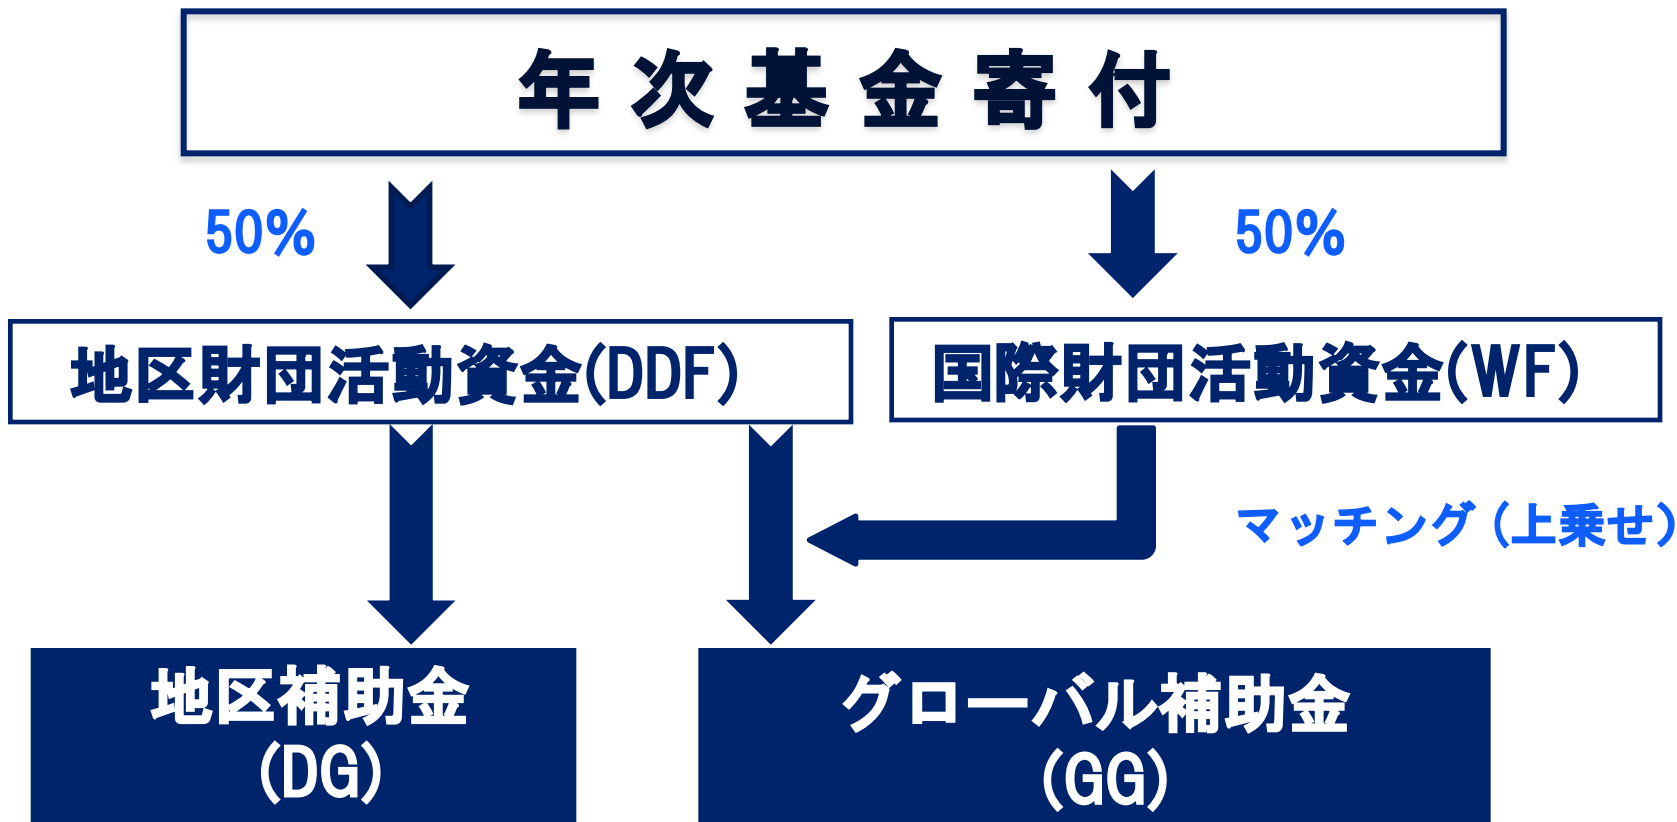 年次基金寄付
50%
50%
地区財団活動資金(DDF)
国際財団活動資金(WF)
マッチング(上乗せ)
地区補助金
(DG)
グローバル補助金
(GG)